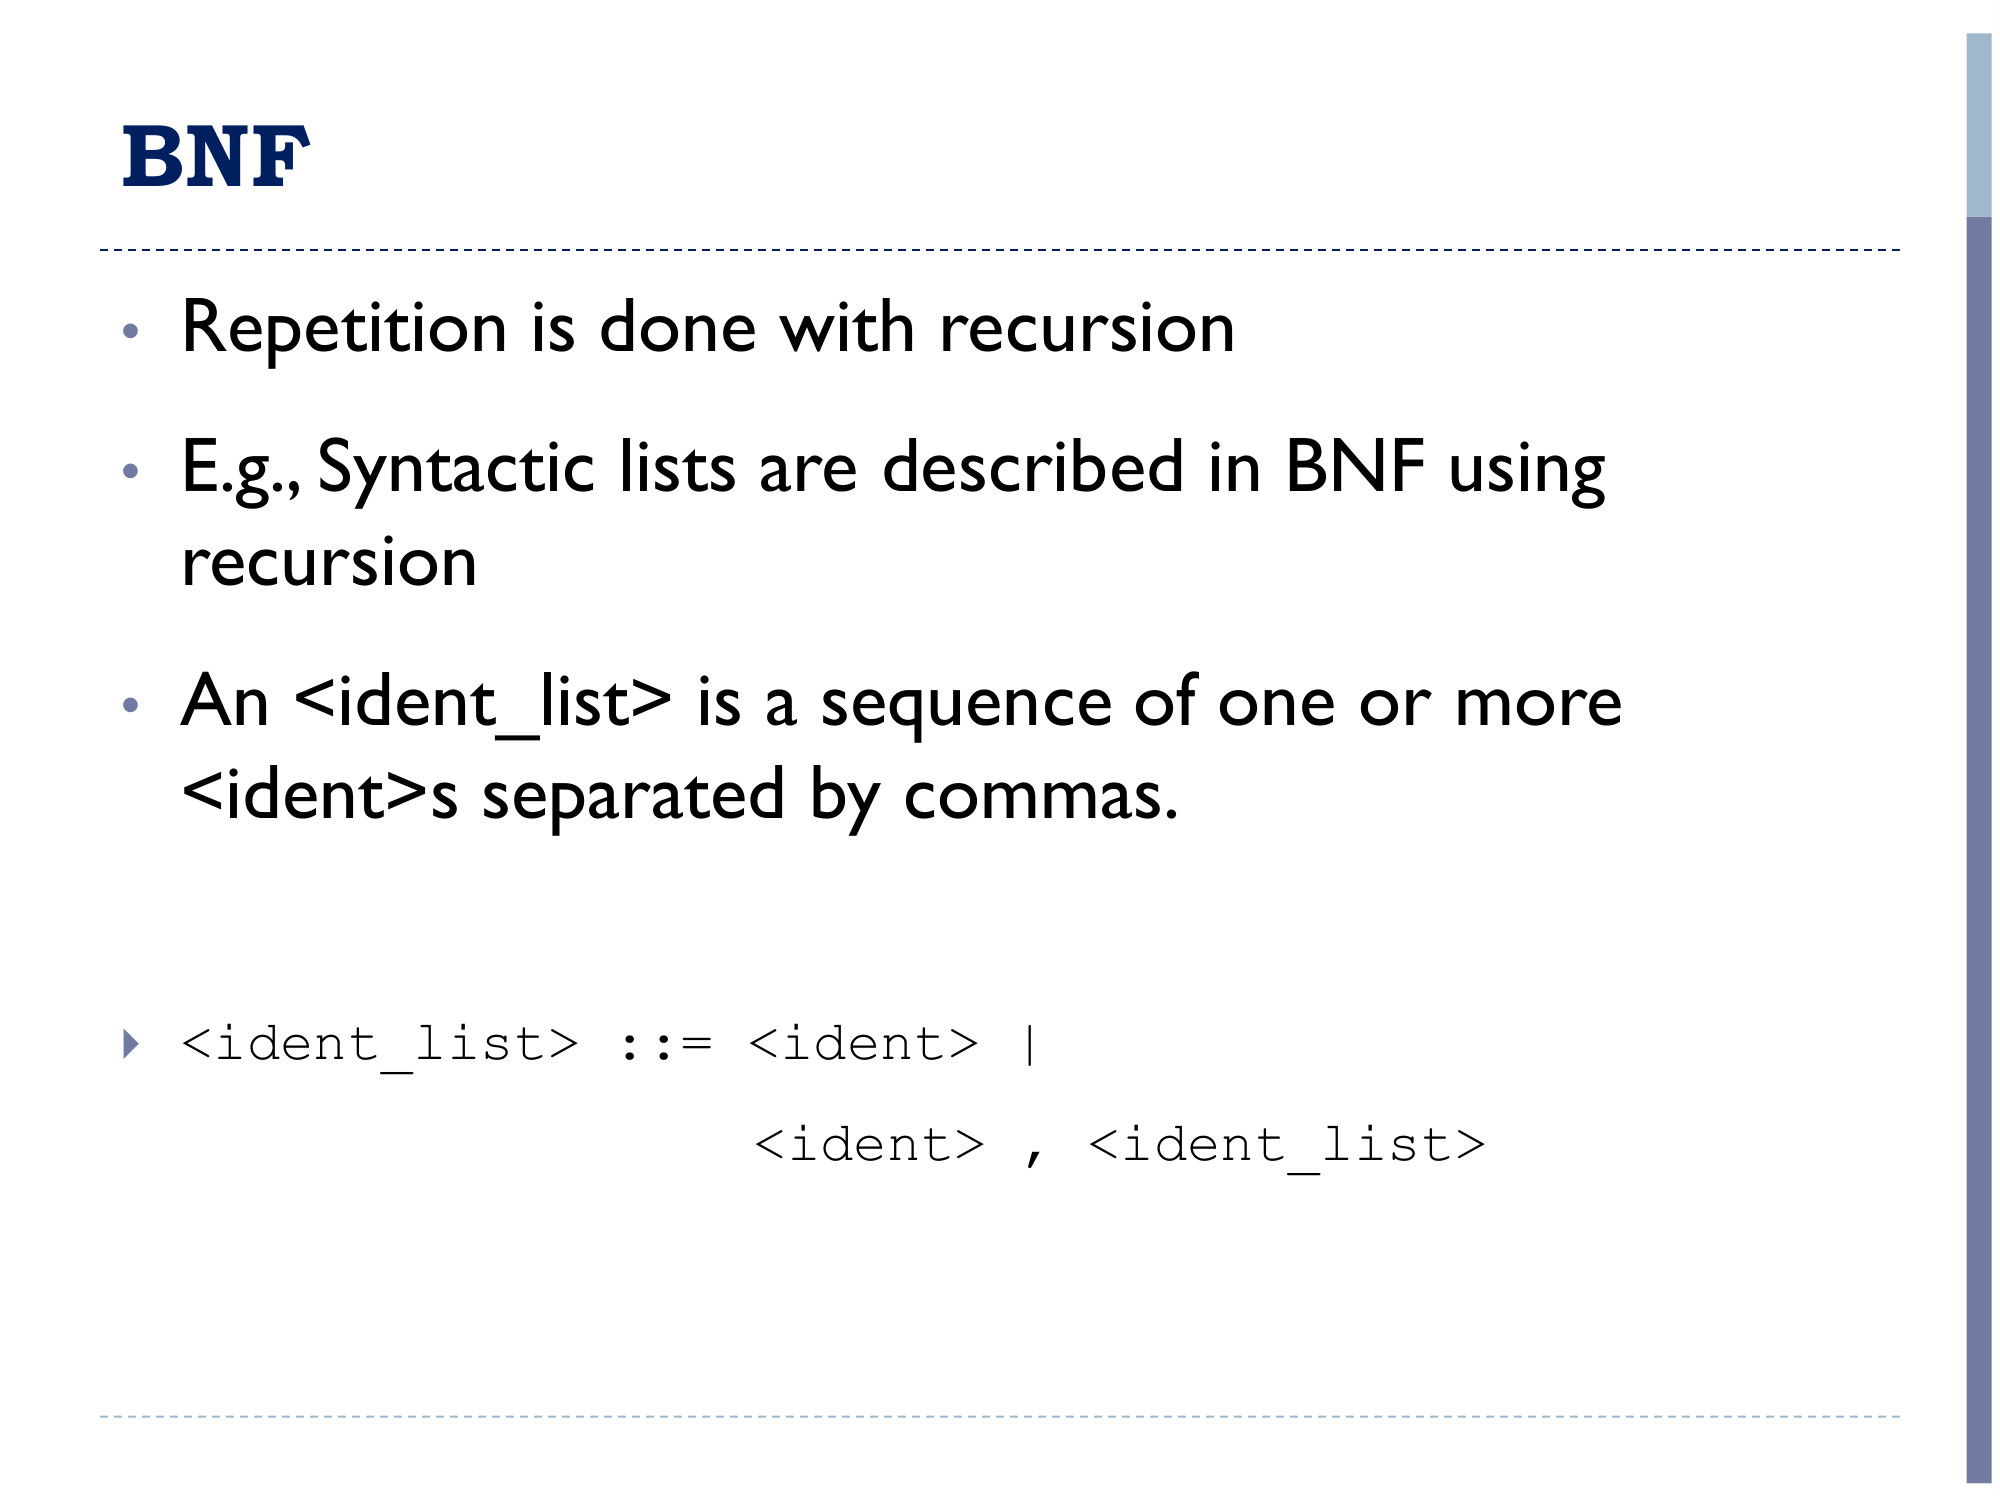 BNF
• Repetition is done with recursion
• E.g., Syntactic lists are described in BNF using
recursion
• An <ident_list> is a sequence of one or more
<ident>s separated by commas.
<ident_list> ::= <ident> |
<ident> , <ident_list>